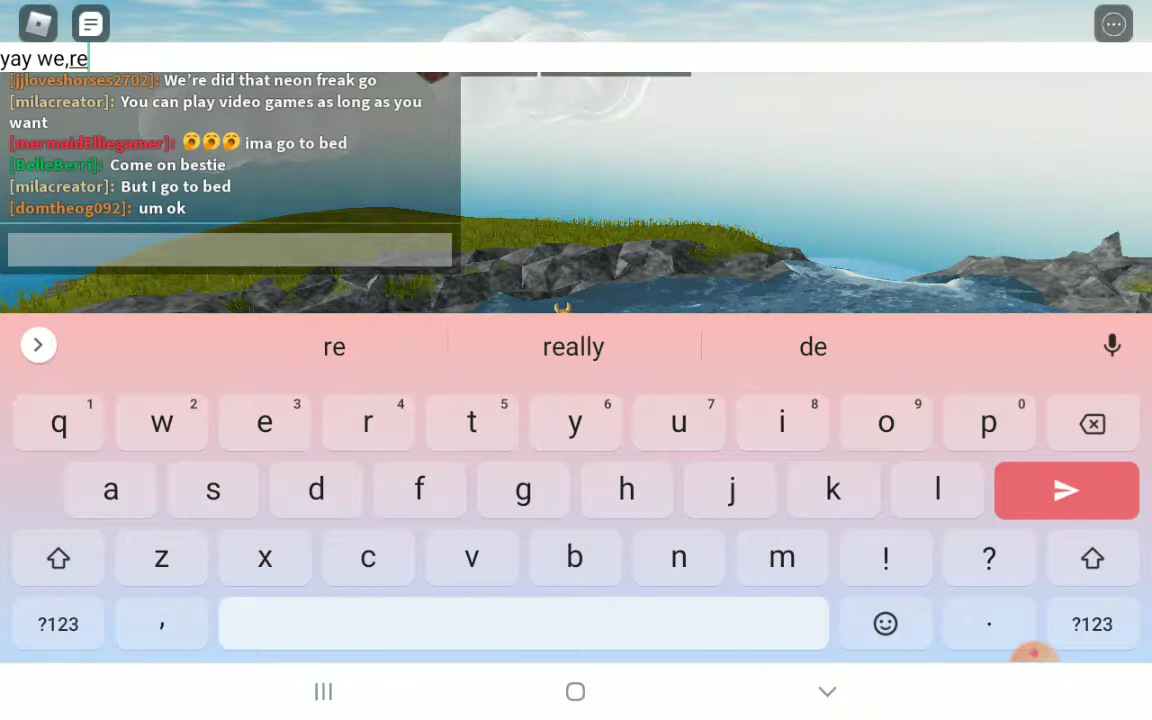 yay we,re
[jjloveshorses2702]: We're did that neon freak go
[milacreator]: You can play video games as long as you
want
[mermaidElliegamer]: 🥱🥱🥱 ima go to bed
[BelleBerri]: Come on bestie
[milacreator]: But I go to bed
[domtheog092]: um ok
re really de
q 1 w 2 e 3 r 4 t 5 y 6 u 7 i 8 o 9 p 0
a s d f g h j k l
z x c v b n m ! ?
?123 , . ?123